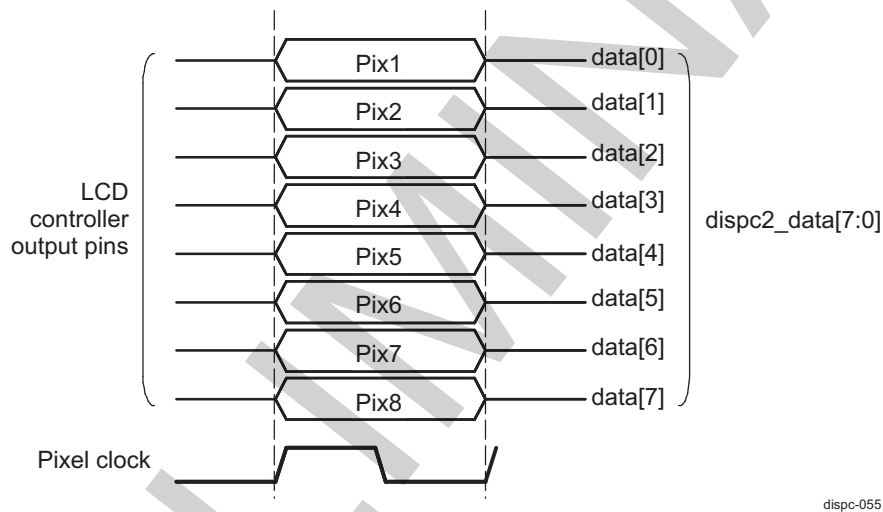 Pix1 data[0]
Pix2 data[1]
Pix3 data[2]
Pix4 data[3]
Pix5 data[4]
Pix6 data[5]
Pix7 data[6]
Pix8 data[7]
LCD
controller
output pins
dispc2_data[7:0]
Pixel clock
dispc-055